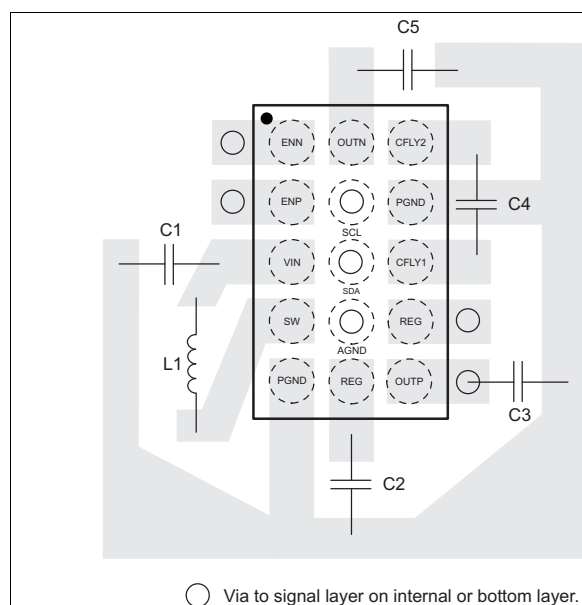 C5
ENN OUTN CFLY2
ENP PGND C4
SCL
C1
VIN CFLY1
SDA
SW REG
L1 AGND
PGND REG OUTP
C3
C2
Via to signal layer on internal or bottom layer.